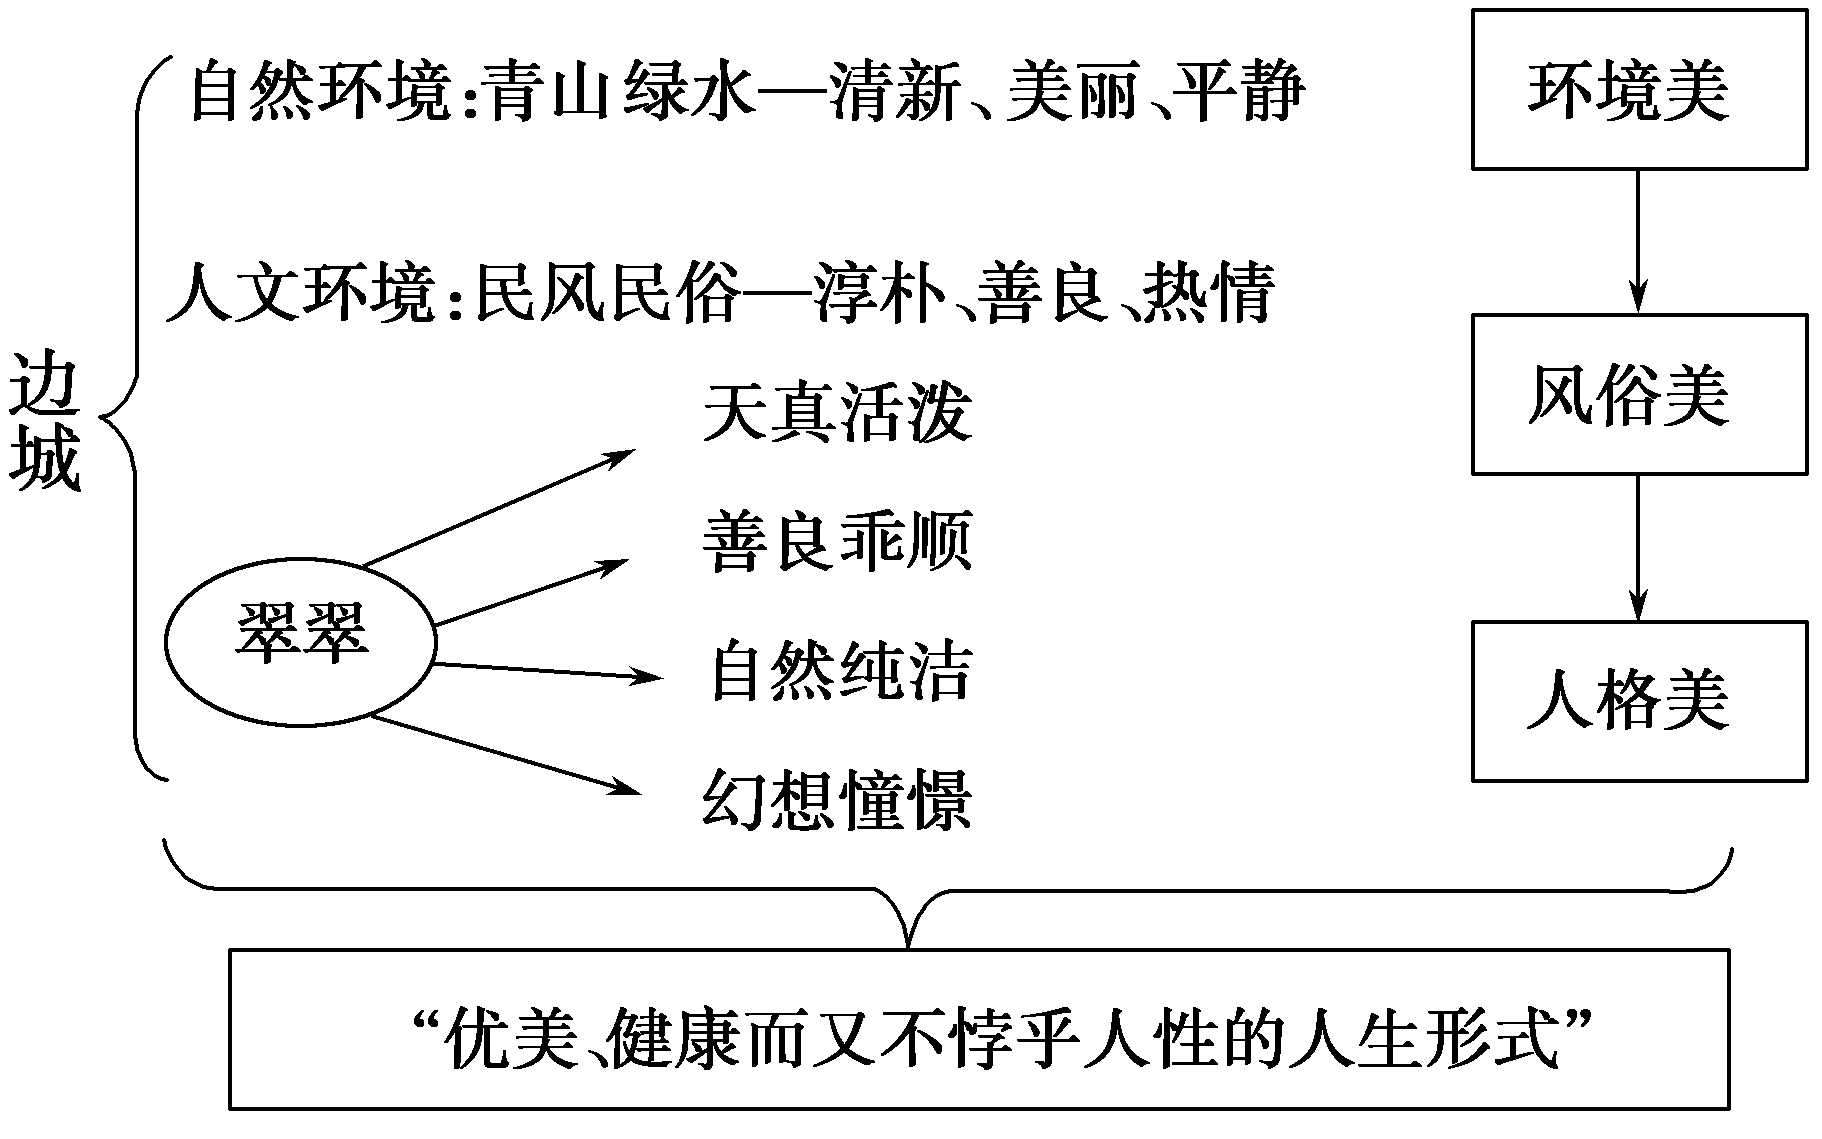 自然环境:青山绿水—清新、美丽、平静
环境美
人文环境:民风民俗—淳朴、善良、热情
风俗美
边城
天真活泼
善良乖顺
翠翠
自然纯洁
人格美
幻想憧憬
“优美、健康而又不悖乎人性的人生形式”